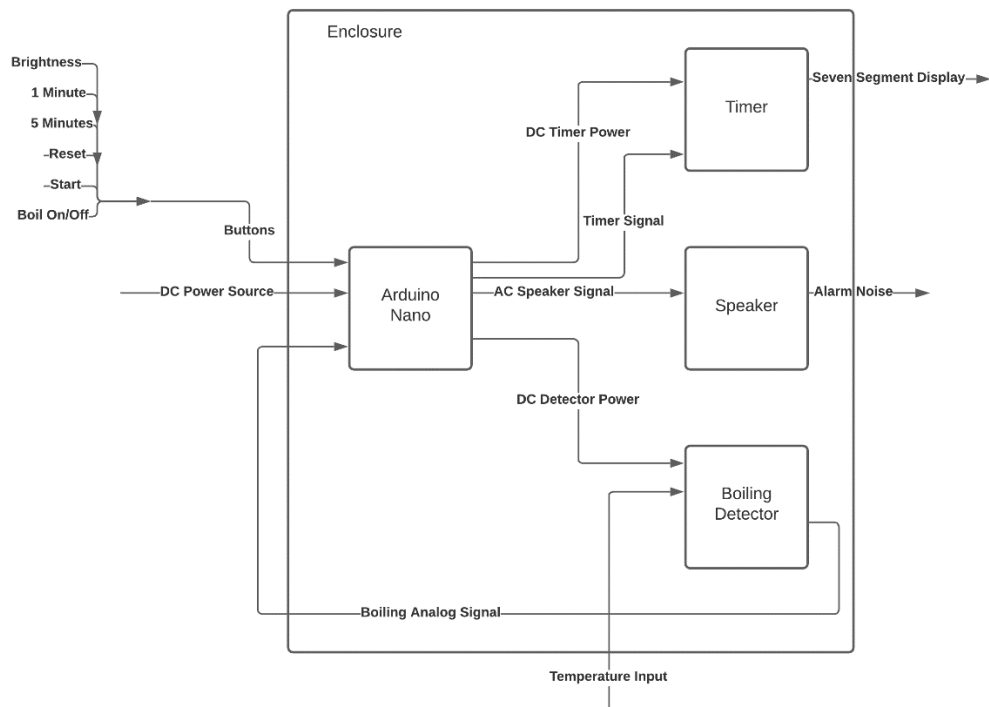 Enclosure
Brightness
1 Minute
5 Minutes
Reset
Start
Boil On/Off
Buttons
DC Power Source
Arduino
Nano
DC Timer Power
Timer Signal
AC Speaker Signal
DC Detector Power
Timer
Seven Segment Display
Speaker
Alarm Noise
Boiling
Detector
Boiling Analog Signal
Temperature Input